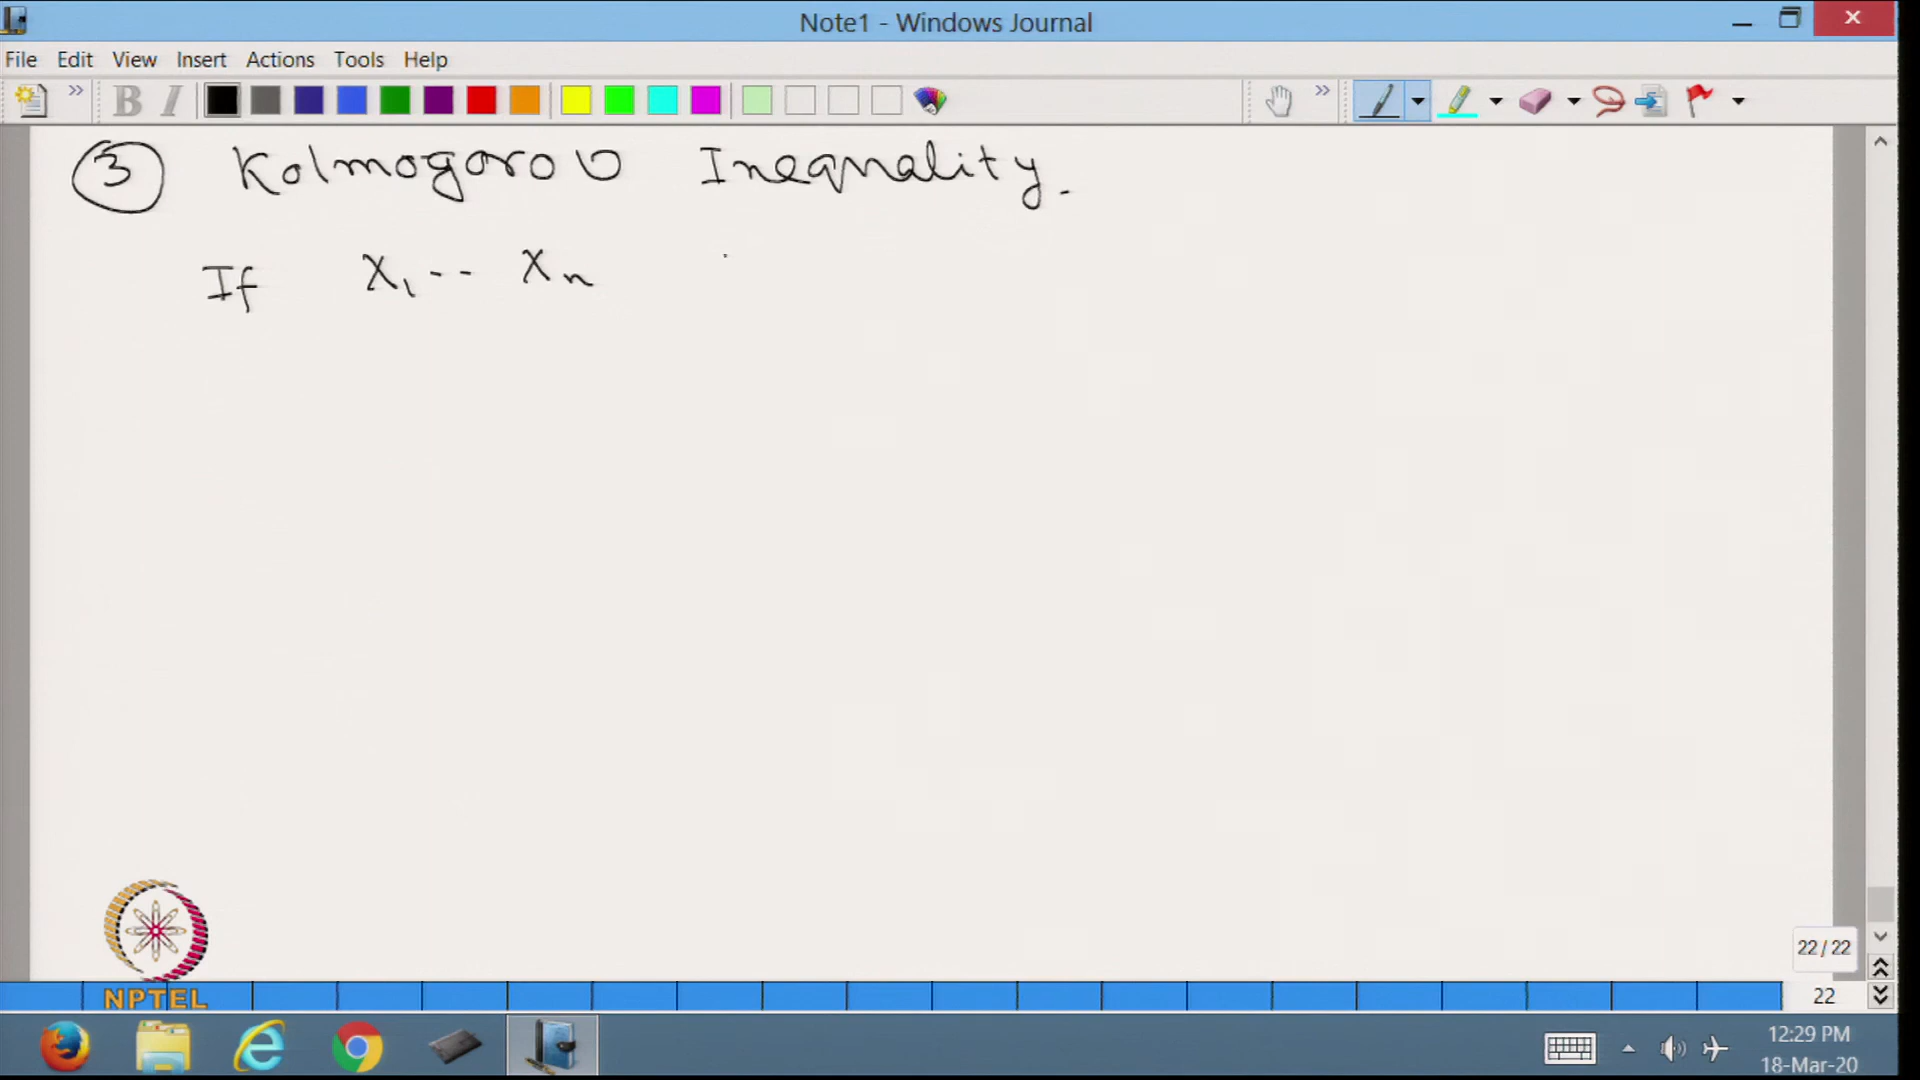 Note1 - Windows Journal
File Edit View Insert Actions Tools Help
B I
③ Kolmogorov Inequality.
If X₁ -- Xₙ
22 / 22
NPTEL
22
12:29 PM
18-Mar-20